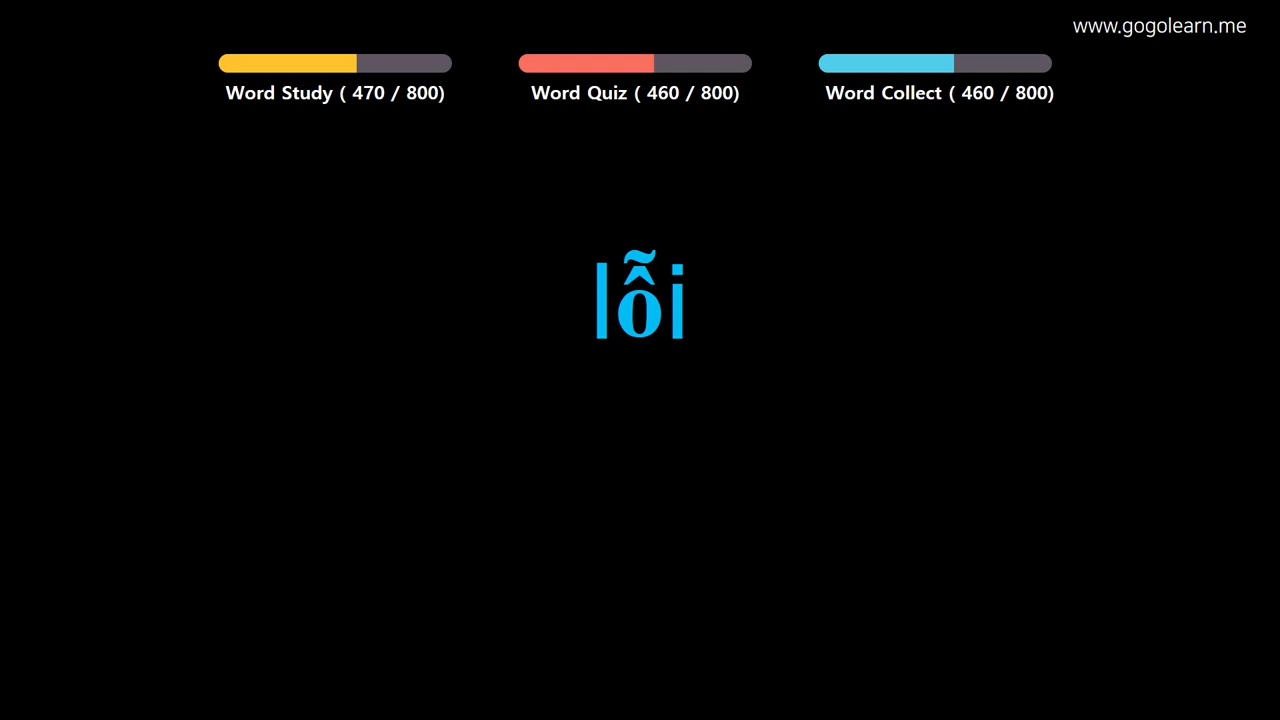 www.gogolearn.me
Word Study ( 470 / 800)
Word Quiz ( 460 / 800)
Word Collect ( 460 / 800)
lỗi